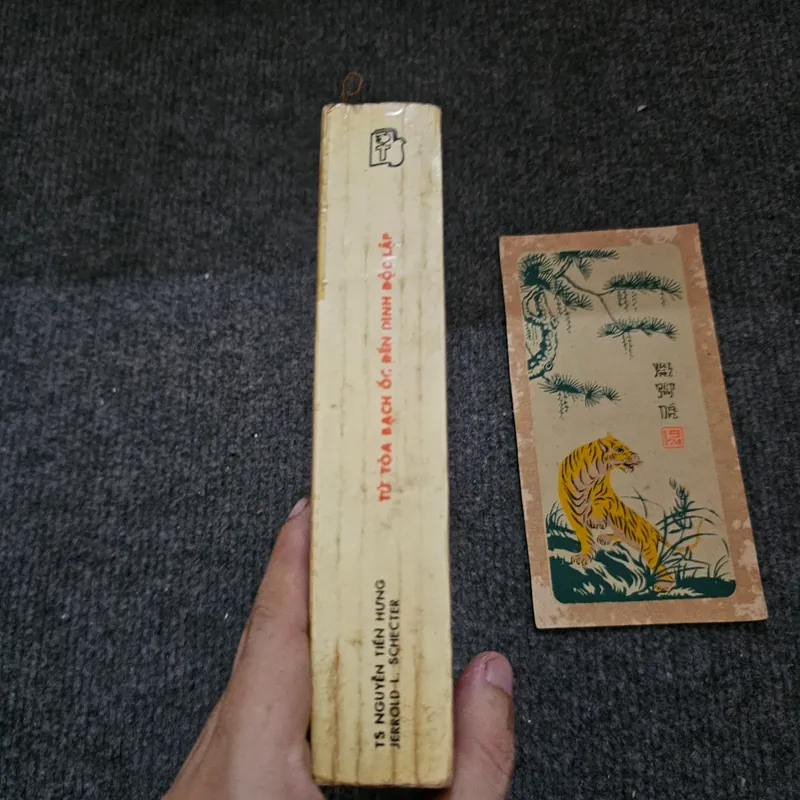 TỪ TÒA BẠCH ỐC ĐẾN DINH ĐỘC LẬP
TS NGUYỄN TIẾN HƯNG
JERROLD-L. SCHECTER